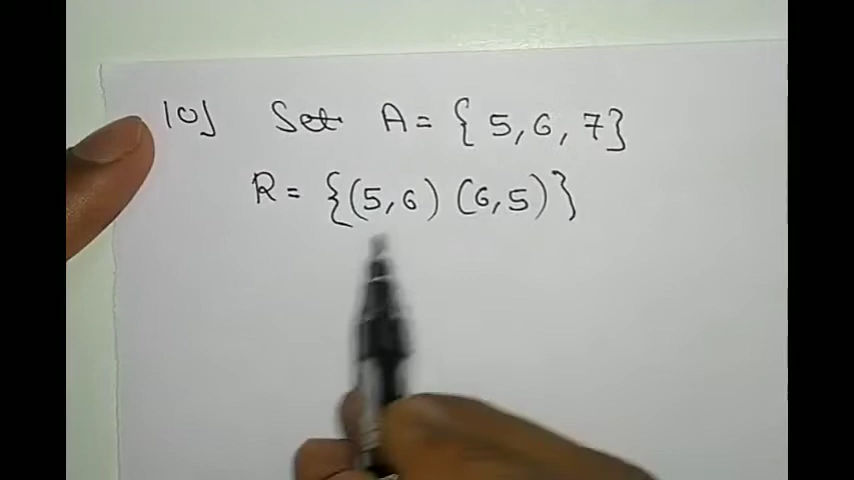 10) Set A = {5, 6, 7}
R = {(5, 6) (6, 5)}